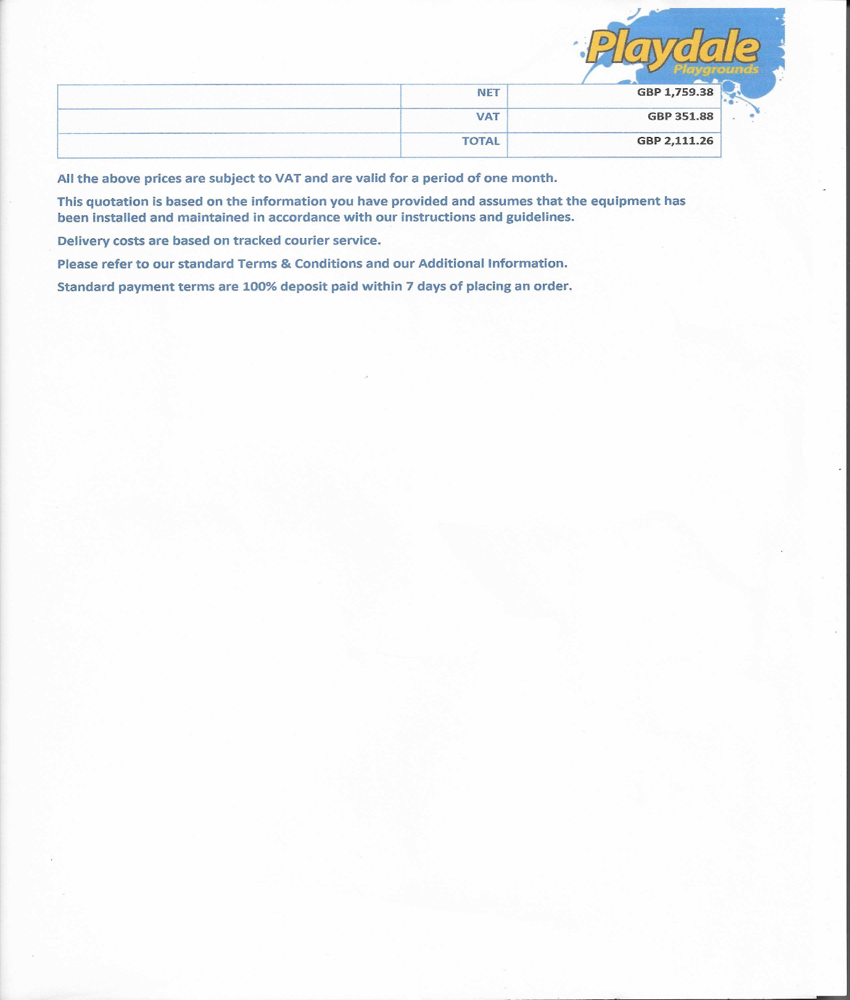 Playdale
Playgrounds
NET GBP 1,759.38
VAT GBP 351.88
TOTAL GBP 2,111.26
All the above prices are subject to VAT and are valid for a period of one month.
This quotation is based on the information you have provided and assumes that the equipment has
been installed and maintained in accordance with our instructions and guidelines.
Delivery costs are based on tracked courier service.
Please refer to our standard Terms & Conditions and our Additional Information.
Standard payment terms are 100% deposit paid within 7 days of placing an order.